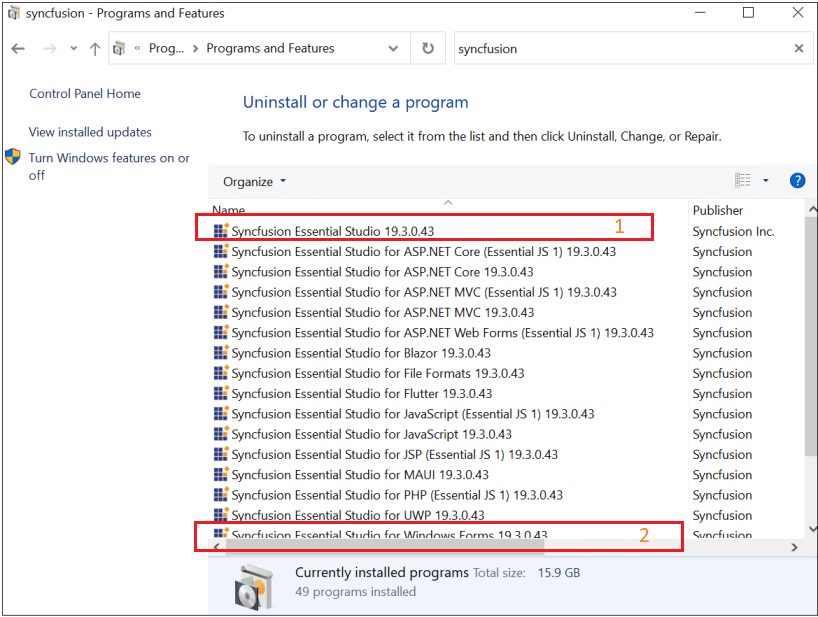 syncfusion - Programs and Features
« Prog... > Programs and Features
syncfusion
Control Panel Home
View installed updates
Turn Windows features on or
off
Uninstall or change a program
To uninstall a program, select it from the list and then click Uninstall, Change, or Repair.
Organize
?
Name Publisher
Syncfusion Essential Studio 19.3.0.43 1 Syncfusion Inc.
Syncfusion Essential Studio for ASP.NET Core (Essential JS 1) 19.3.0.43 Syncfusion
Syncfusion Essential Studio for ASP.NET Core 19.3.0.43 Syncfusion
Syncfusion Essential Studio for ASP.NET MVC (Essential JS 1) 19.3.0.43 Syncfusion
Syncfusion Essential Studio for ASP.NET MVC 19.3.0.43 Syncfusion
Syncfusion Essential Studio for ASP.NET Web Forms (Essential JS 1) 19.3.0.43 Syncfusion
Syncfusion Essential Studio for Blazor 19.3.0.43 Syncfusion
Syncfusion Essential Studio for File Formats 19.3.0.43 Syncfusion
Syncfusion Essential Studio for Flutter 19.3.0.43 Syncfusion
Syncfusion Essential Studio for JavaScript (Essential JS 1) 19.3.0.43 Syncfusion
Syncfusion Essential Studio for JavaScript 19.3.0.43 Syncfusion
Syncfusion Essential Studio for JSP (Essential JS 1) 19.3.0.43 Syncfusion
Syncfusion Essential Studio for MAUI 19.3.0.43 Syncfusion
Syncfusion Essential Studio for PHP (Essential JS 1) 19.3.0.43 Syncfusion
Syncfusion Essential Studio for UWP 19.3.0.43 Syncfusion
Syncfusion Essential Studio for Windows Forms 19.3.0.43 2 Syncfusion
Currently installed programs Total size: 15.9 GB
49 programs installed